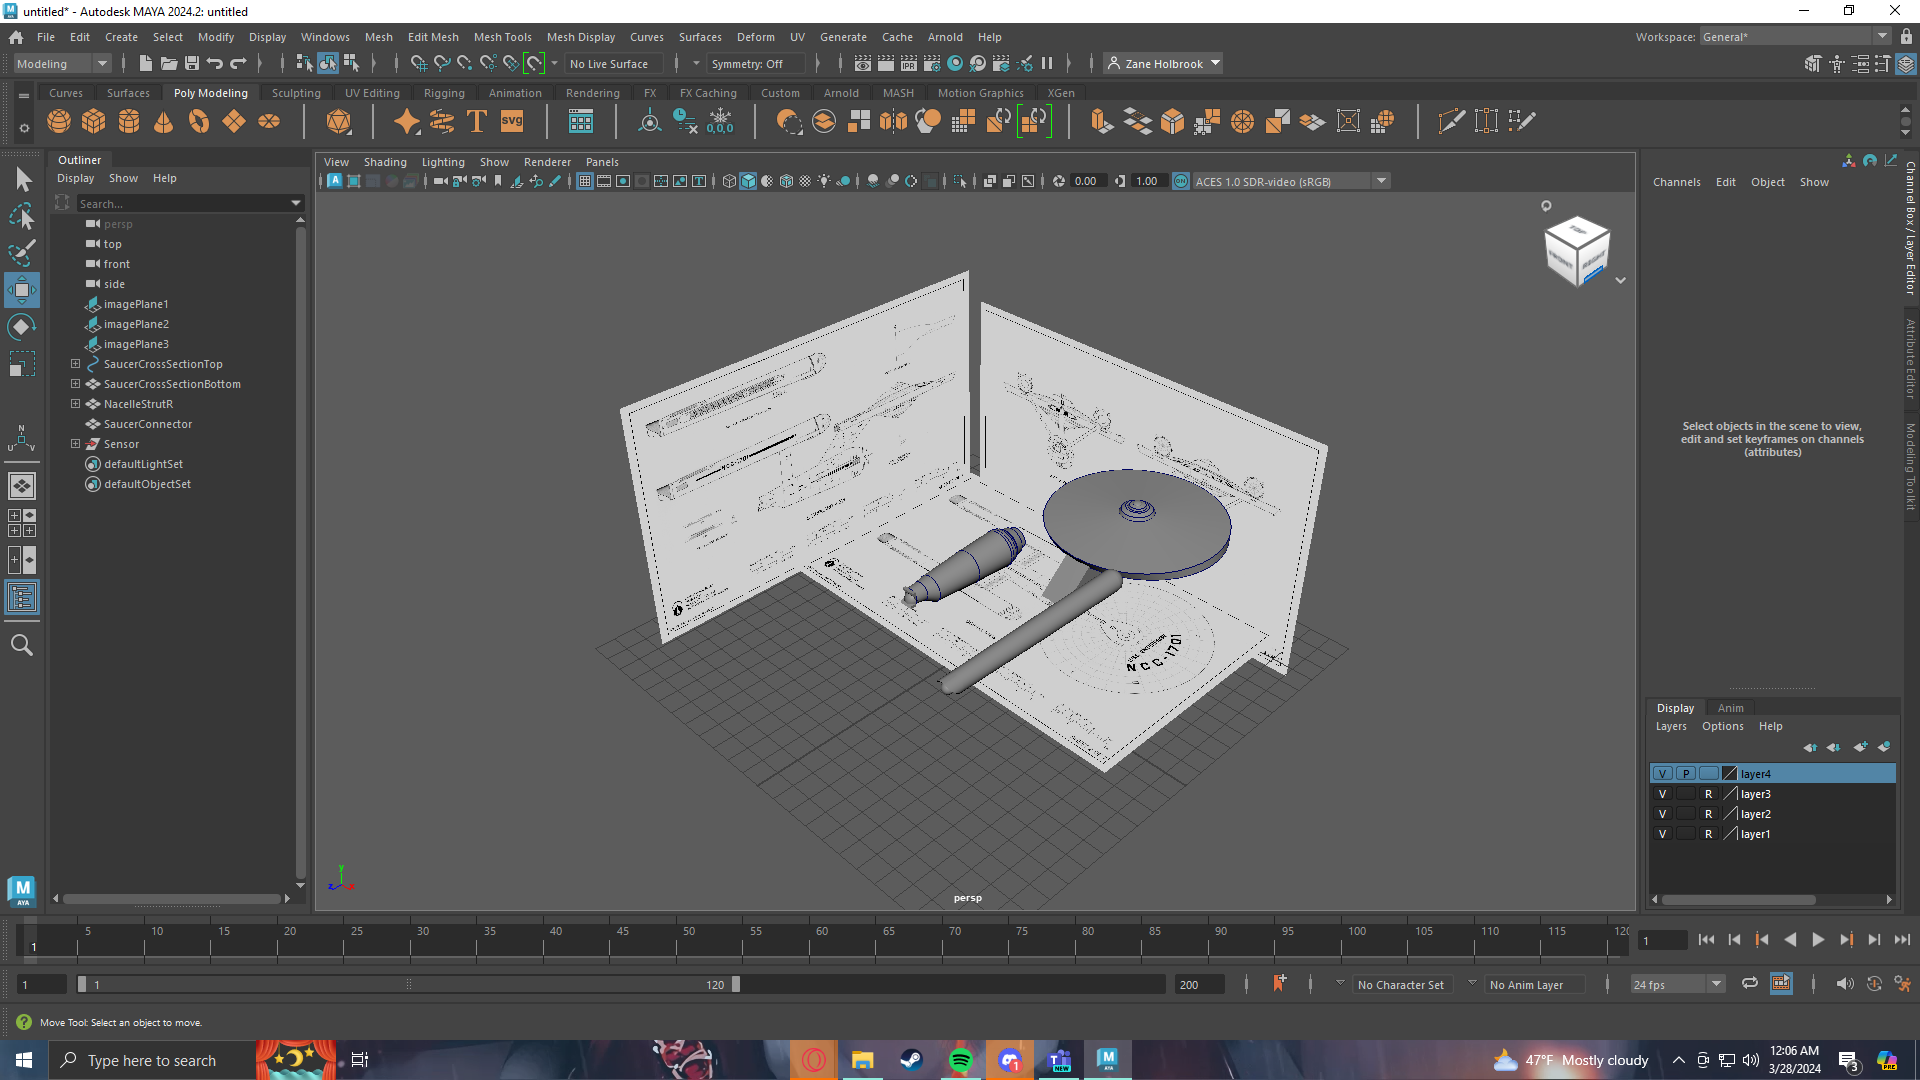 untitled* - Autodesk MAYA 2024.2: untitled
File Edit Create Select Modify Display Windows Mesh Edit Mesh Mesh Tools Mesh Display Curves Surfaces Deform UV Generate Cache Arnold Help
Workspace: General*
Modeling No Live Surface Symmetry: Off Zane Holbrook
Curves Surfaces Poly Modeling Sculpting UV Editing Rigging Animation Rendering FX FX Caching Custom Arnold MASH Motion Graphics XGen
Outliner
Display Show Help
Search...
persp
top
front
side
imagePlane1
imagePlane2
imagePlane3
SaucerCrossSectionTop
SaucerCrossSectionBottom
NacelleStrutR
SaucerConnector
Sensor
defaultLightSet
defaultObjectSet
View Shading Lighting Show Renderer Panels
0.00 1.00 ACES 1.0 SDR-video (sRGB)
TOP
FRONT RIGHT
NCC-1701
NCC-1701
persp
Channels Edit Object Show
Channel Box / Layer Editor
Attribute Editor
Modeling Toolkit
Select objects in the scene to view,
edit and set keyframes on channels
(attributes)
Display Anim
Layers Options Help
V P layer4
V R layer3
V R layer2
V R layer1
5 10 15 20 25 30 35 40 45 50 55 60 65 70 75 80 85 90 95 100 105 110 115 120
1
1
1 1 120 200 No Character Set No Anim Layer 24 fps
Move Tool: Select an object to move.
Type here to search
47°F Mostly cloudy
12:06 AM
3/28/2024